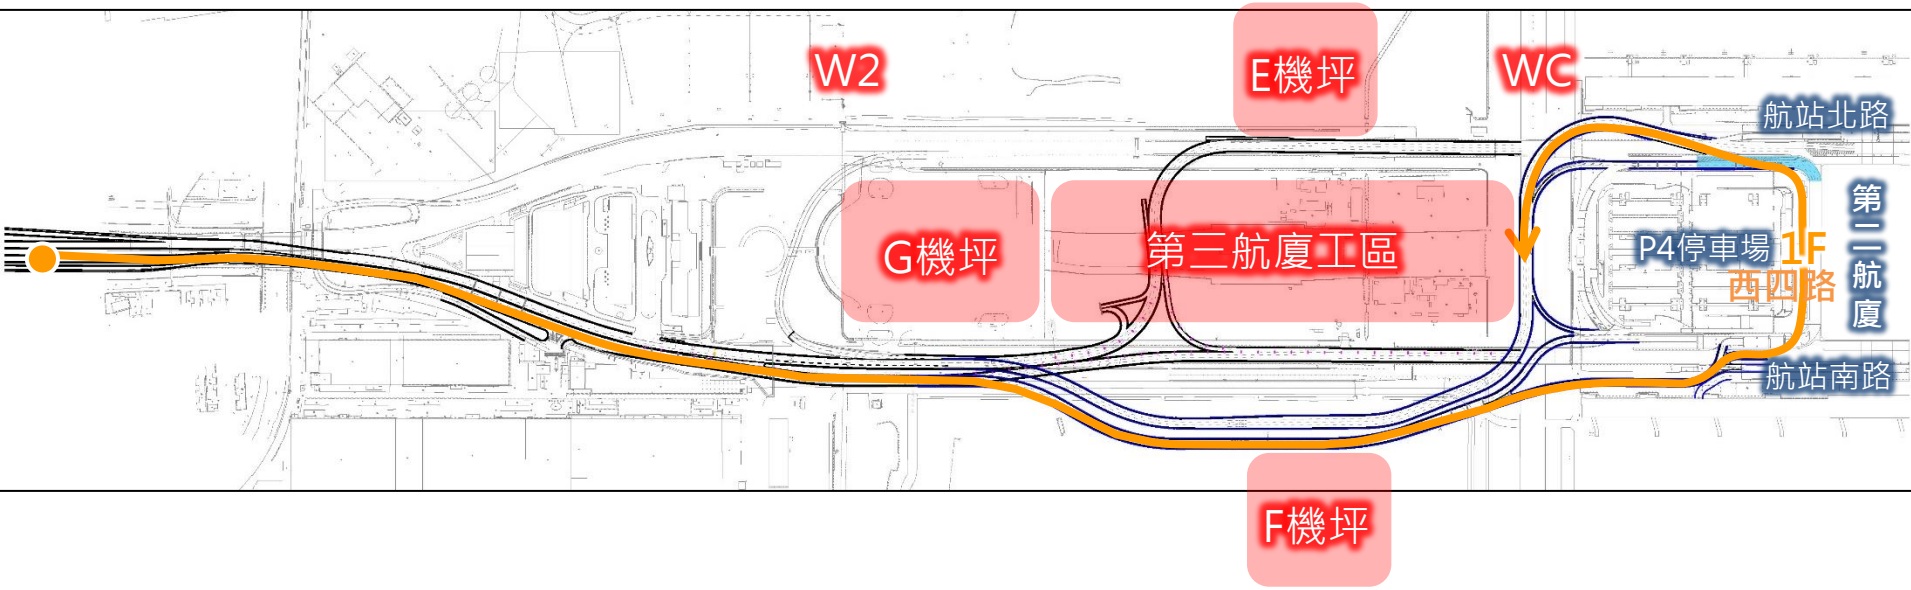 W2
E機坪
WC
航站北路
G機坪
第三航廈工區
P4停車場
1F
西四路
第二航廈
航站南路
F機坪